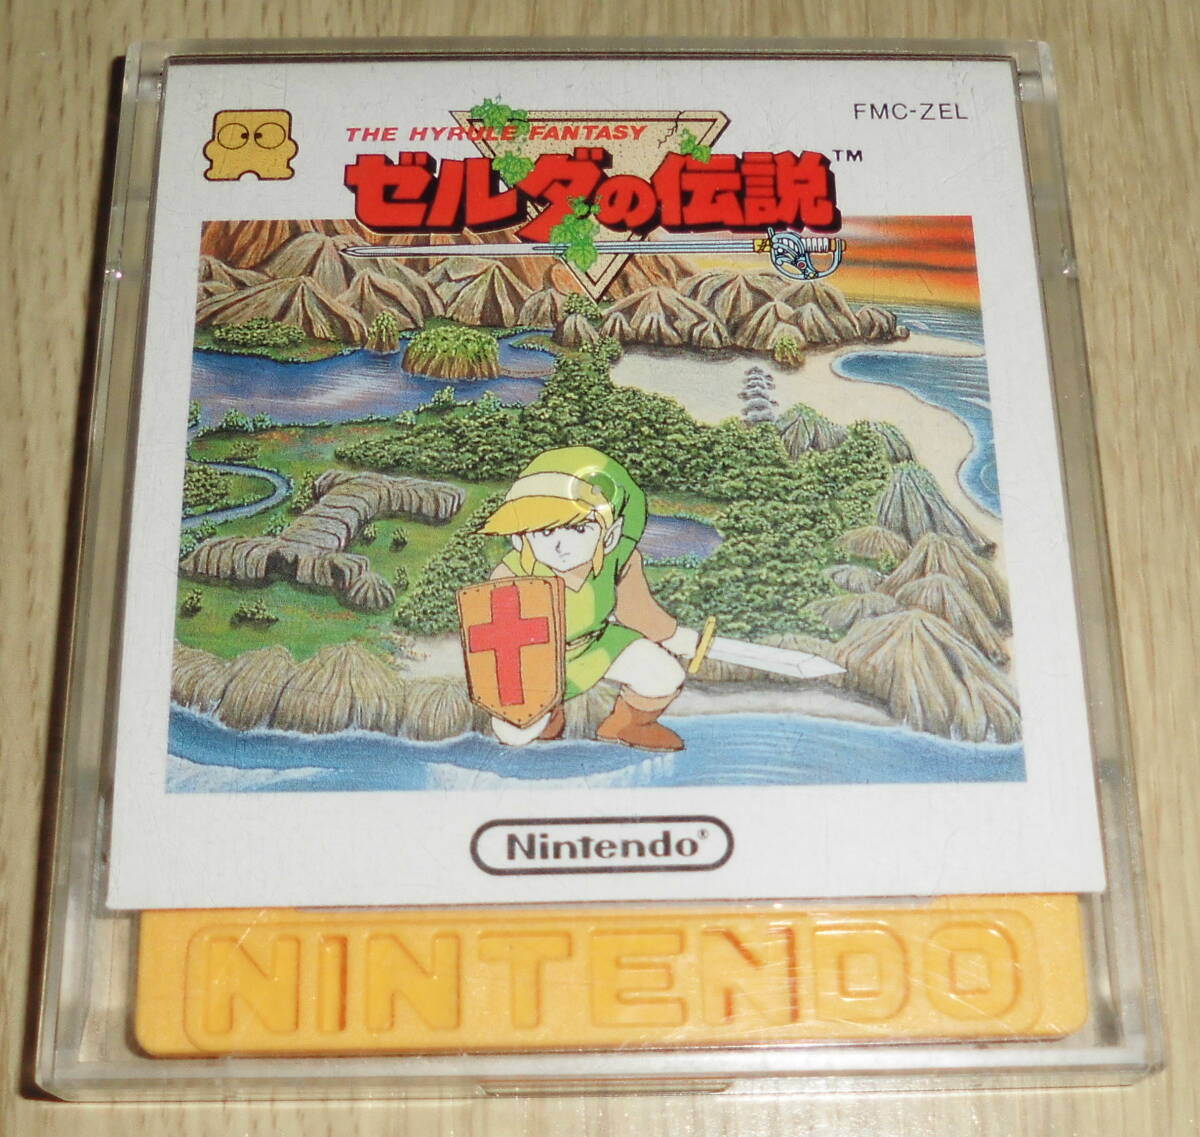 FMC-ZEL
THE HYRULE FANTASY
ゼルダの伝説™
Nintendo®
NINTENDO